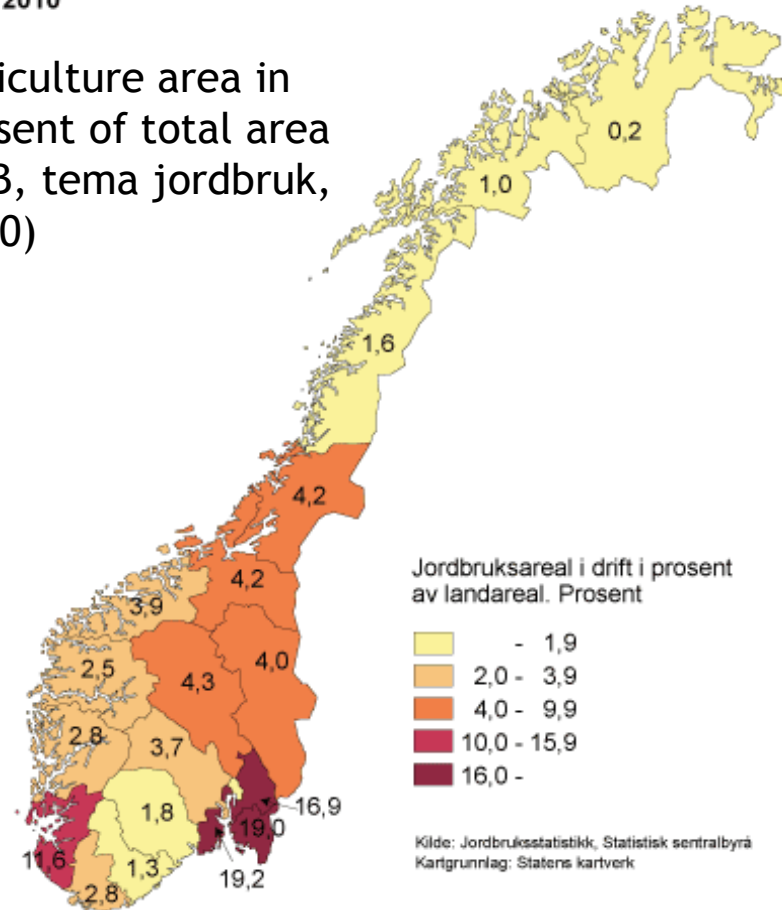 2010
iculture area in
sent of total area
3, tema jordbruk,
0)
0,2
1,0
1,6
4,2
4,2
3,9
4,0
2,5
4,3
2,8
3,7
1,8
16,9
19,0
11,6
1,3
19,2
2,8
Jordbruksareal i drift i prosent
av landareal. Prosent
- 1,9
2,0 - 3,9
4,0 - 9,9
10,0 - 15,9
16,0 -
Kilde: Jordbruksstatistikk, Statistisk sentralbyrå
Kartgrunnlag: Statens kartverk